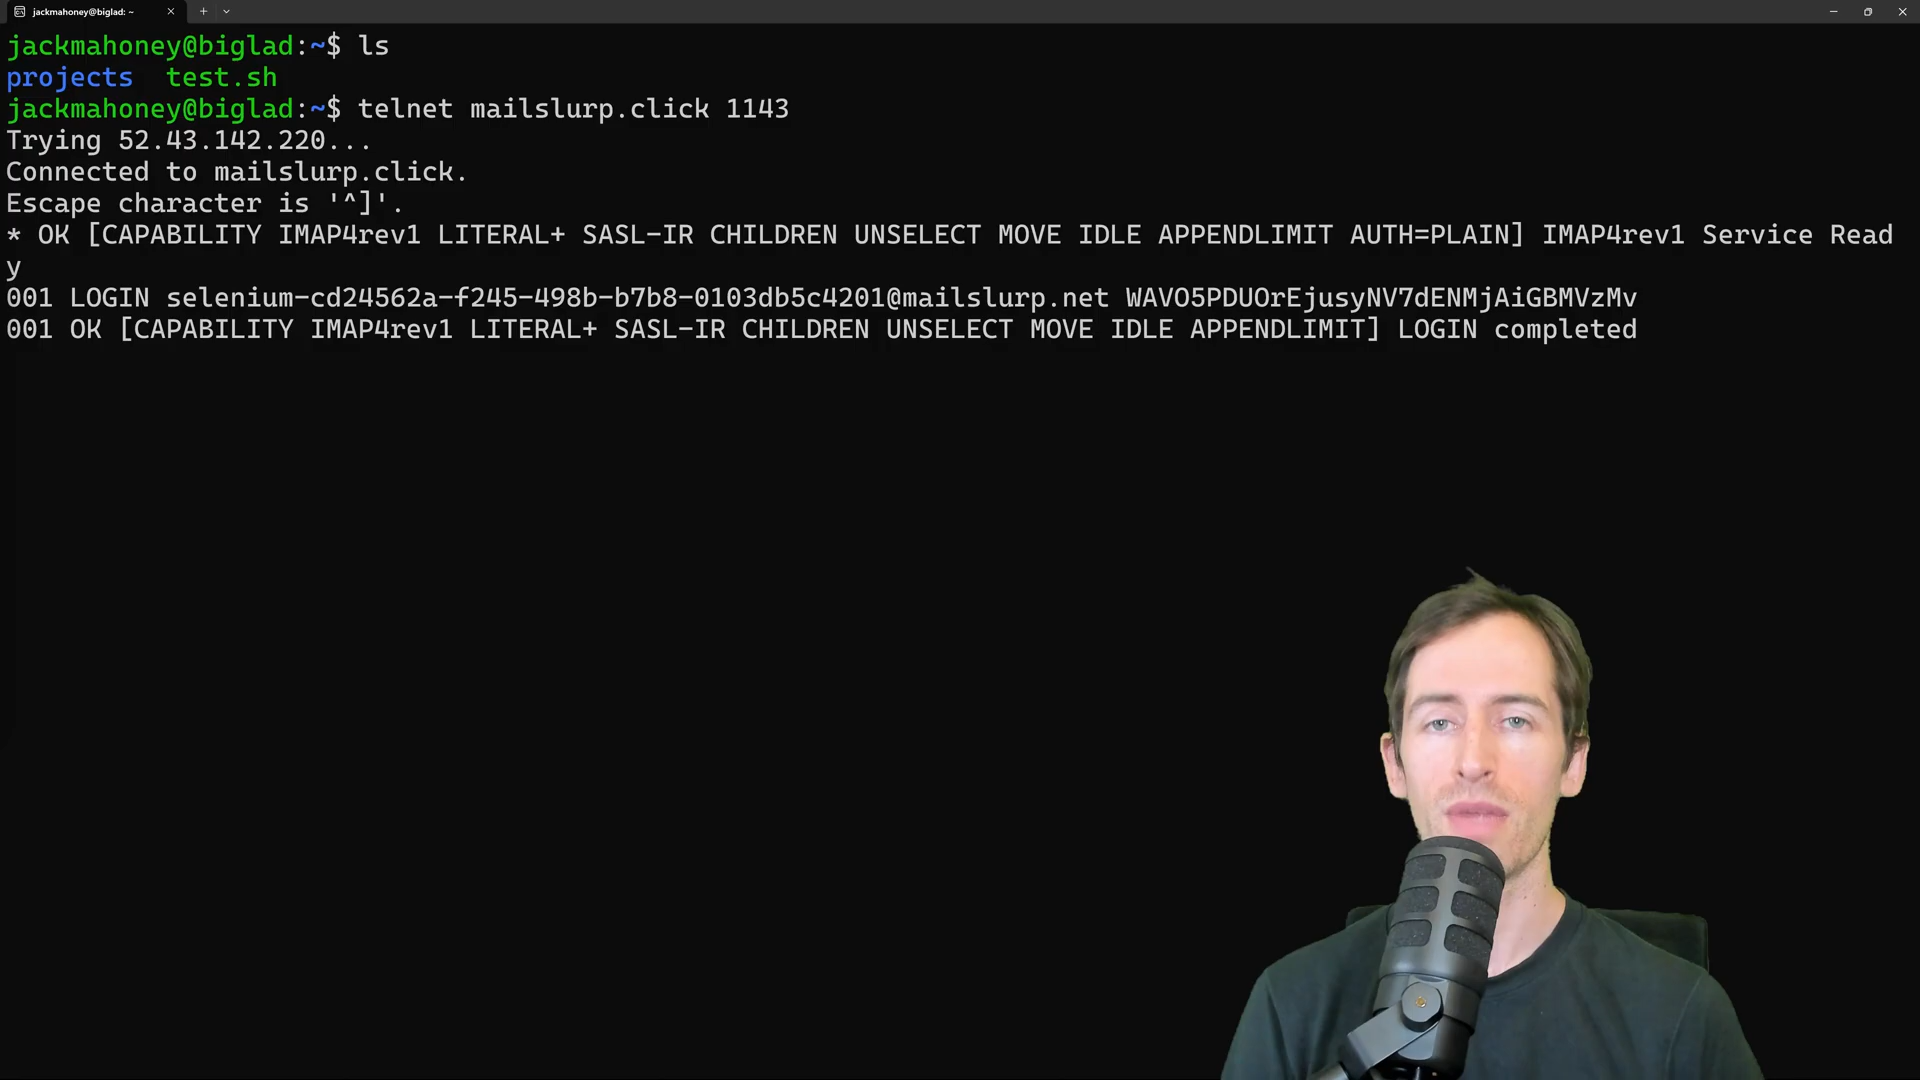 jackmahoney@biglad: ~
jackmahoney@biglad:~$ ls
projects  test.sh
jackmahoney@biglad:~$ telnet mailslurp.click 1143
Trying 52.43.142.220...
Connected to mailslurp.click.
Escape character is '^]'.
* OK [CAPABILITY IMAP4rev1 LITERAL+ SASL-IR CHILDREN UNSELECT MOVE IDLE APPENDLIMIT AUTH=PLAIN] IMAP4rev1 Service Read
y
001 LOGIN selenium-cd24562a-f245-498b-b7b8-0103db5c4201@mailslurp.net WAVO5PDUOrEjusyNV7dENMjAiGBMVzMv
001 OK [CAPABILITY IMAP4rev1 LITERAL+ SASL-IR CHILDREN UNSELECT MOVE IDLE APPENDLIMIT] LOGIN completed